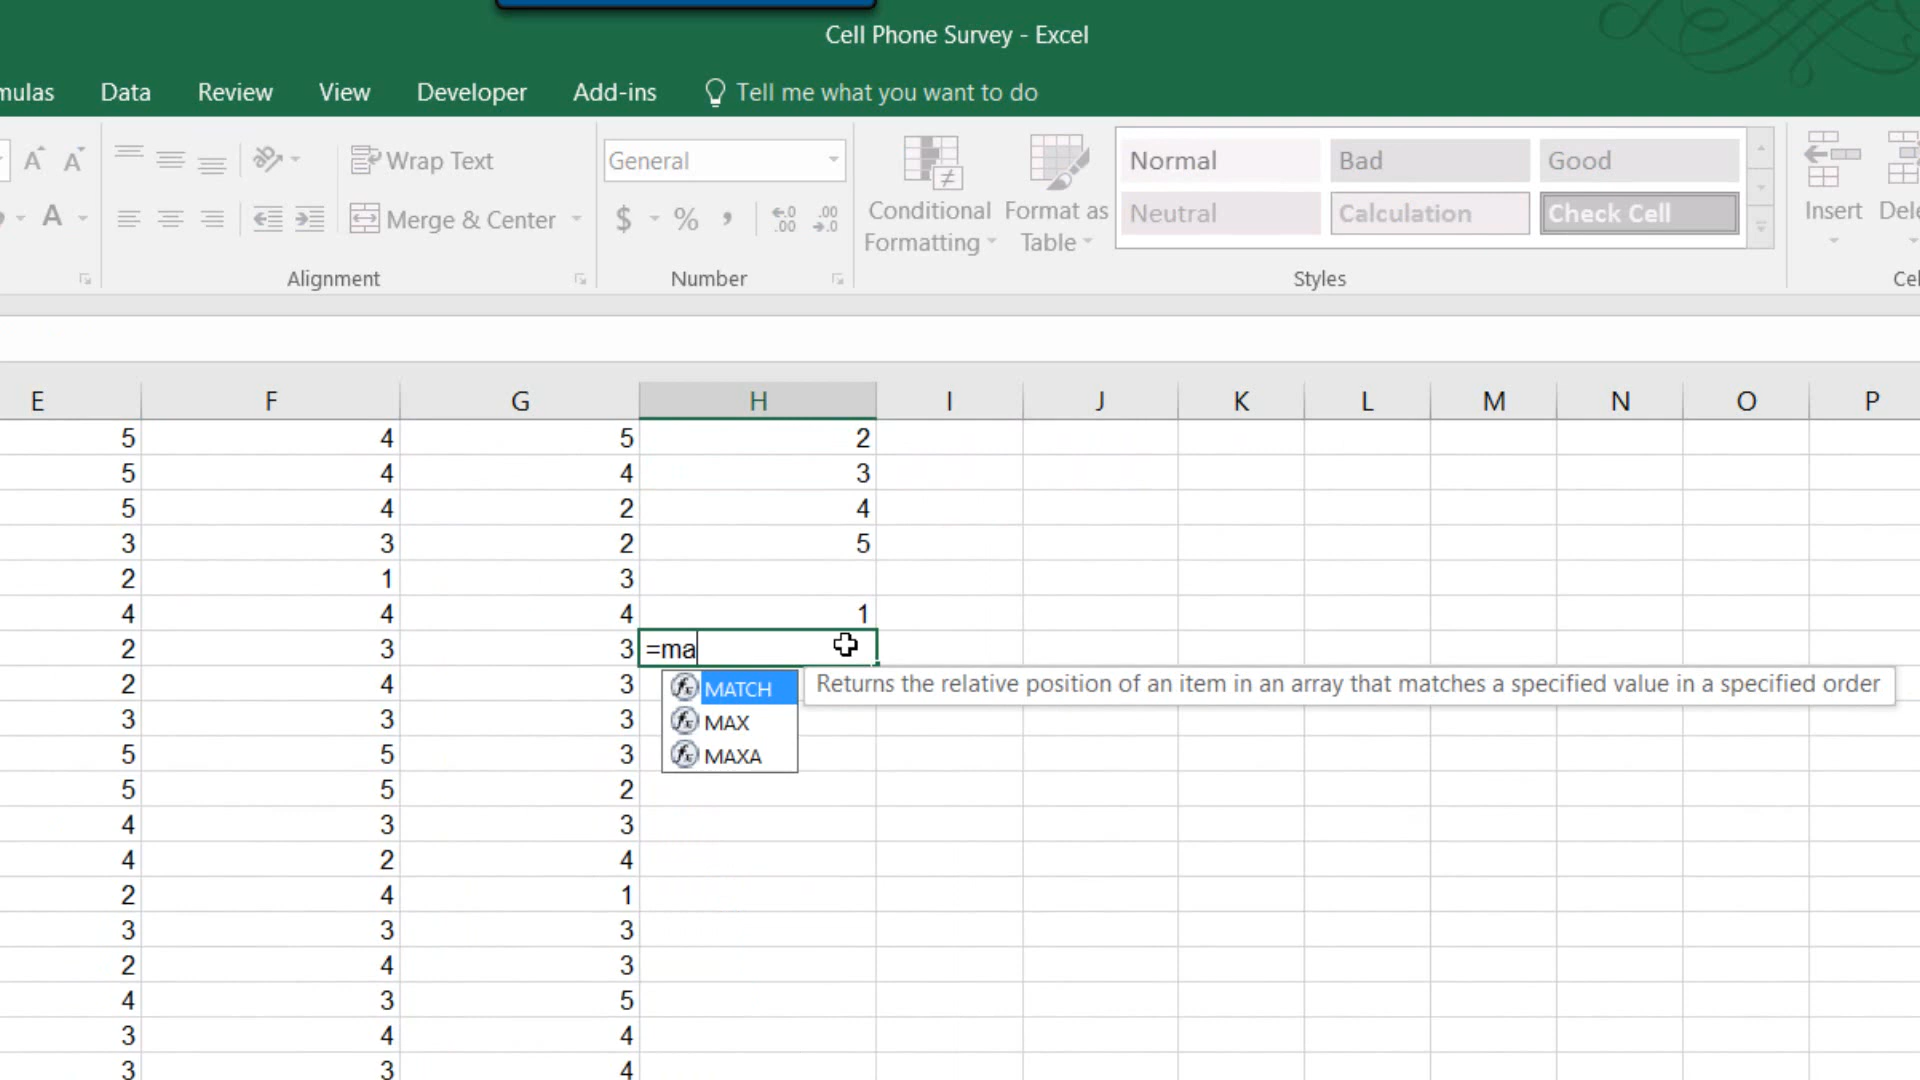 Cell Phone Survey - Excel
mulas Data Review View Developer Add-ins Tell me what you want to do
A A Wrap Text General Normal Bad Good
A Merge & Center $ % , .0 .00 .00 .0 Conditional Formatting Format as Table Neutral Calculation Check Cell Insert Dele
Alignment Number Styles Cel
E F G H I J K L M N O P
5 4 5 2
5 4 4 3
5 4 2 4
3 3 2 5
2 1 3
4 4 4 1
2 3 3 =ma
2 4 3 MATCH Returns the relative position of an item in an array that matches a specified value in a specified order
3 3 3 MAX
5 5 3 MAXA
5 5 2
4 3 3
4 2 4
2 4 1
3 3 3
2 4 3
4 3 5
3 4 4
3 3 4